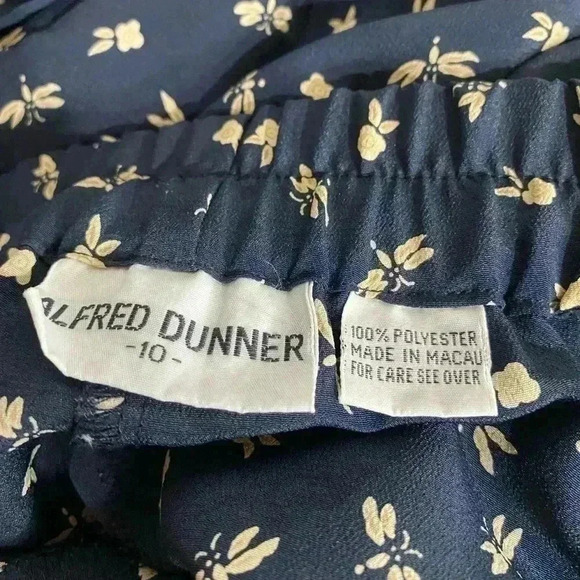 ALFRED DUNNER
-10-
100% POLYESTER
MADE IN MACAU
FOR CARE SEE OVER